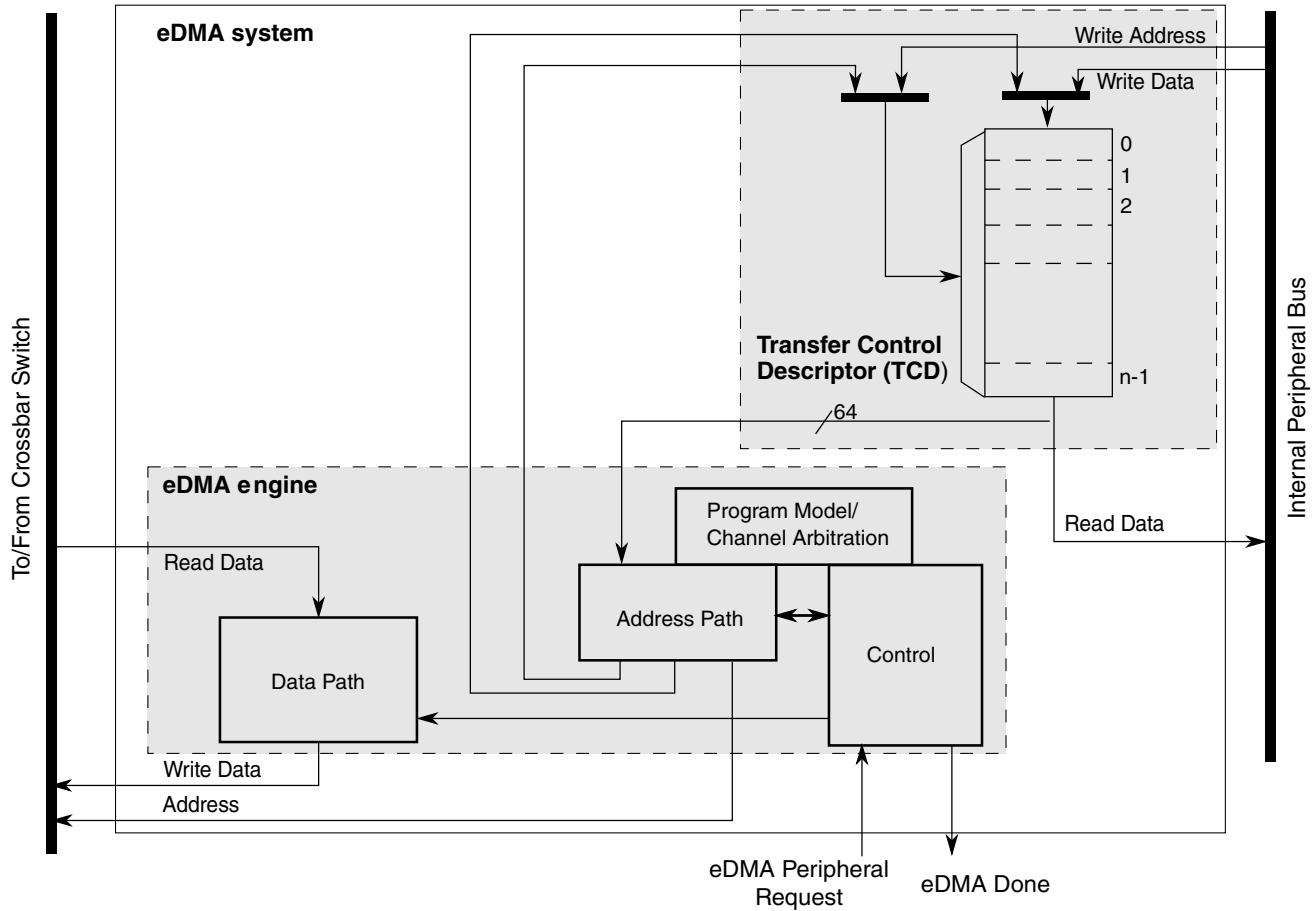 eDMA system
Write Address
Write Data
0
1
2
n-1
Transfer Control
Descriptor (TCD)
64
To/From Crossbar Switch
Internal Peripheral Bus
eDMA engine
Program Model/
Channel Arbitration
Read Data
Read Data
Address Path
Control
Data Path
Write Data
Address
eDMA Peripheral
Request
eDMA Done